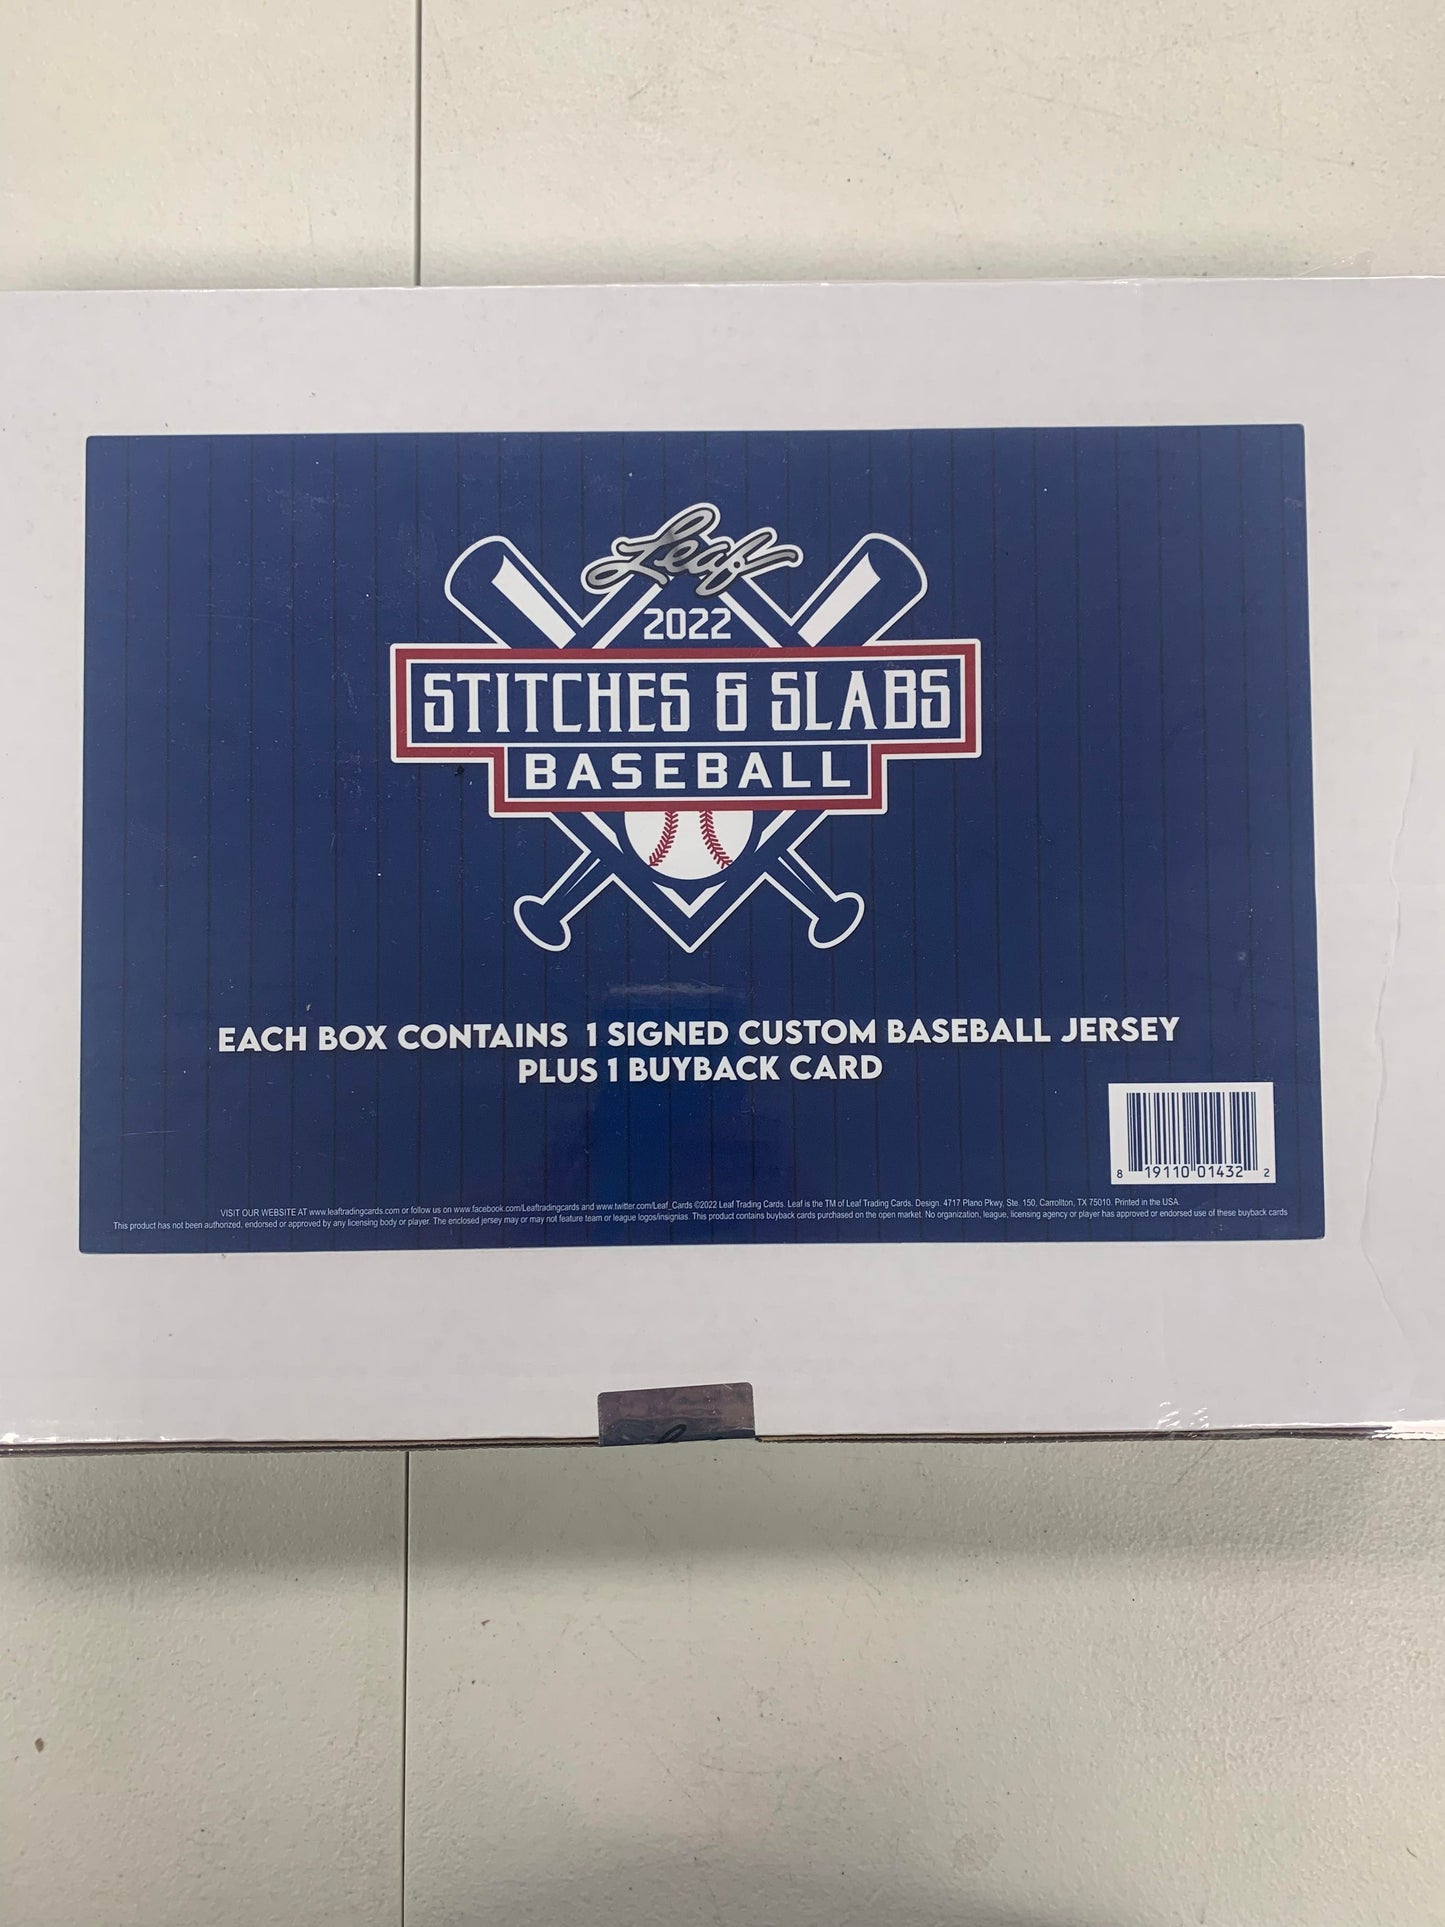 Leaf
2022
STITCHES & SLABS
BASEBALL
EACH BOX CONTAINS 1 SIGNED CUSTOM BASEBALL JERSEY
PLUS 1 BUYBACK CARD
8 19110 01432 2
VISIT OUR WEBSITE AT www.leaftradingcards.com or follow us on www.facebook.com/Leaftradingcards and www.twitter.com/Leaf_Cards ©2022 Leaf Trading Cards. Leaf is the TM of Leaf Trading Cards. Design. 4717 Plano Pkwy, Ste. 150, Carrollton, TX 75010. Printed in the USA.
This product has not been authorized, endorsed or approved by any licensing body or player. The enclosed jersey may or may not feature team or league logos/insignias. This product contains buyback cards purchased on the open market. No organization, league, licensing agency or player has approved or endorsed use of these buyback cards